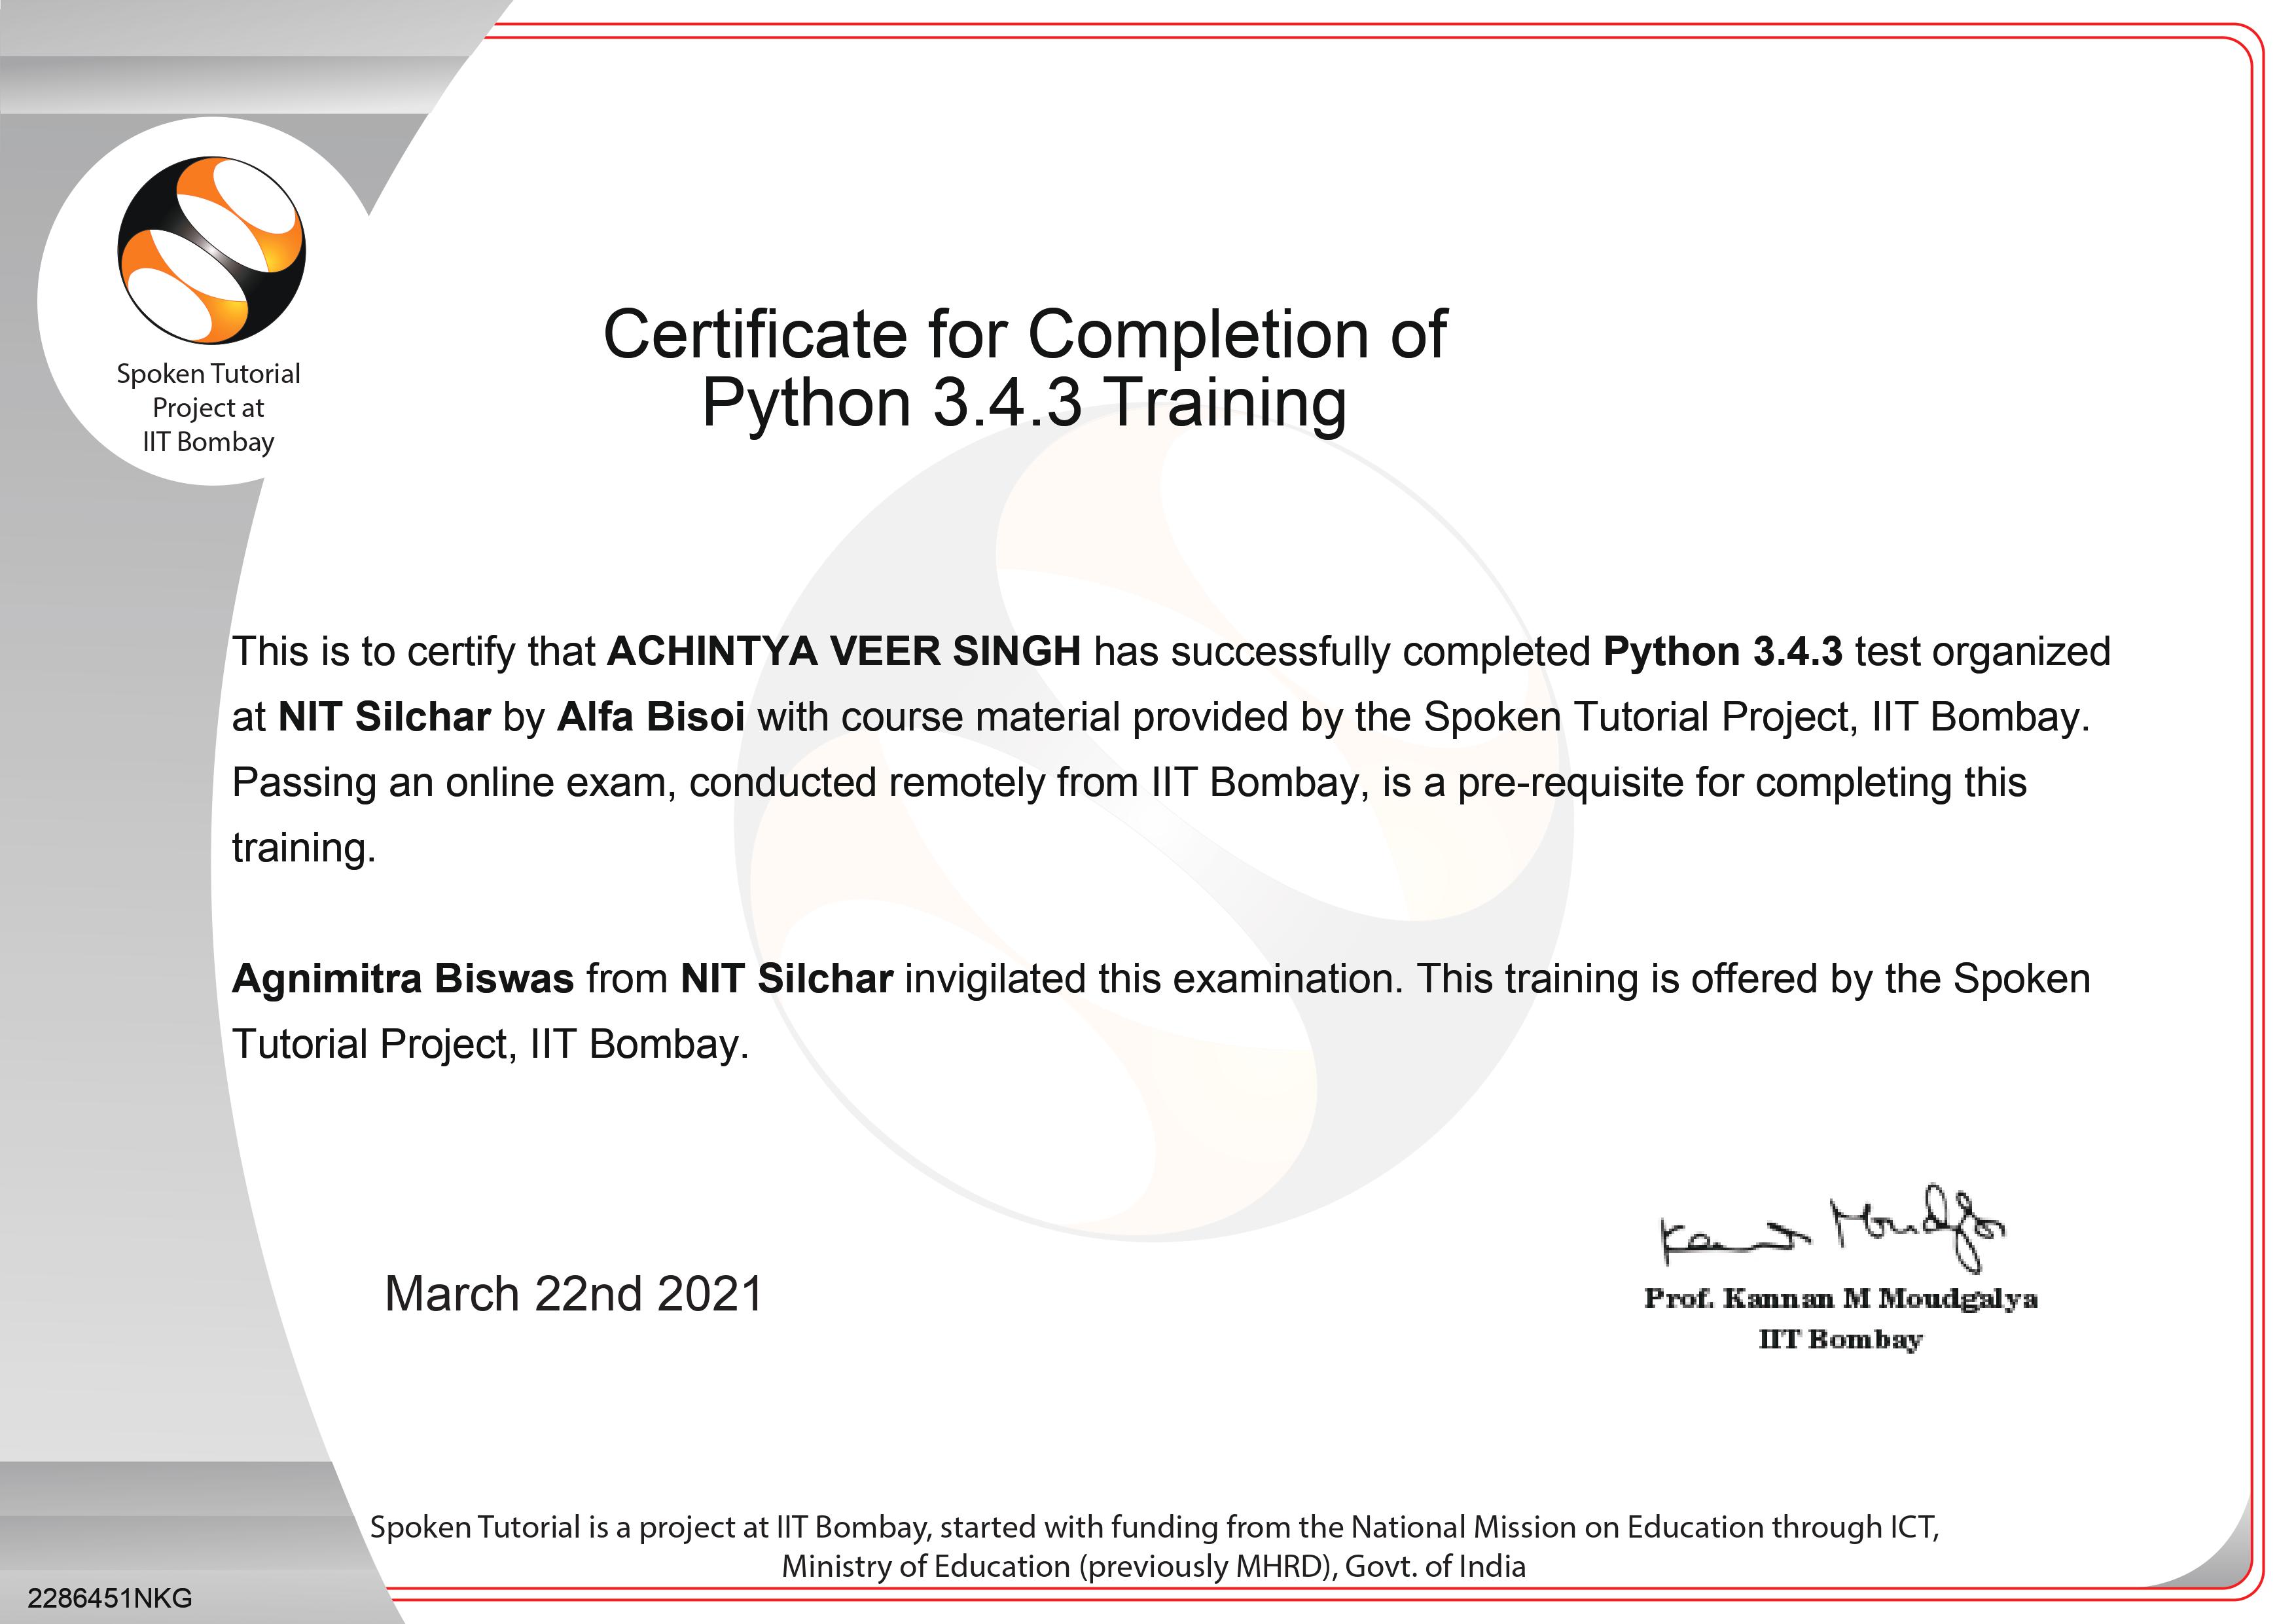 Spoken Tutorial
Project at
IIT Bombay
Certificate for Completion of
Python 3.4.3 Training
This is to certify that ACHINTYA VEER SINGH has successfully completed Python 3.4.3 test organized
at NIT Silchar by Alfa Bisoi with course material provided by the Spoken Tutorial Project, IIT Bombay.
Passing an online exam, conducted remotely from IIT Bombay, is a pre-requisite for completing this
training.
Agnimitra Biswas from NIT Silchar invigilated this examination. This training is offered by the Spoken
Tutorial Project, IIT Bombay.
March 22nd 2021
Kannan Moudgalya
Prof. Kannan M Moudgalya
IIT Bombay
Spoken Tutorial is a project at IIT Bombay, started with funding from the National Mission on Education through ICT,
Ministry of Education (previously MHRD), Govt. of India
2286451NKG